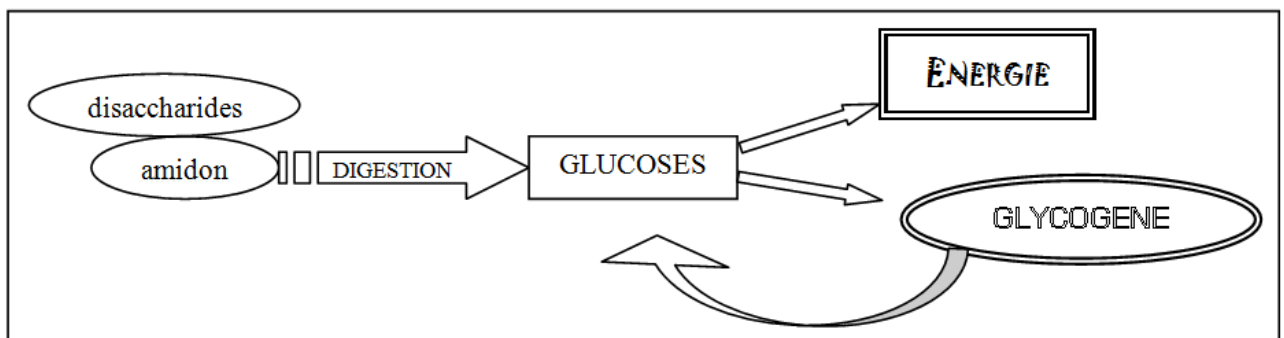 disaccharides
amidon
DIGESTION
GLUCOSES
ENERGIE
GLYCOGENE